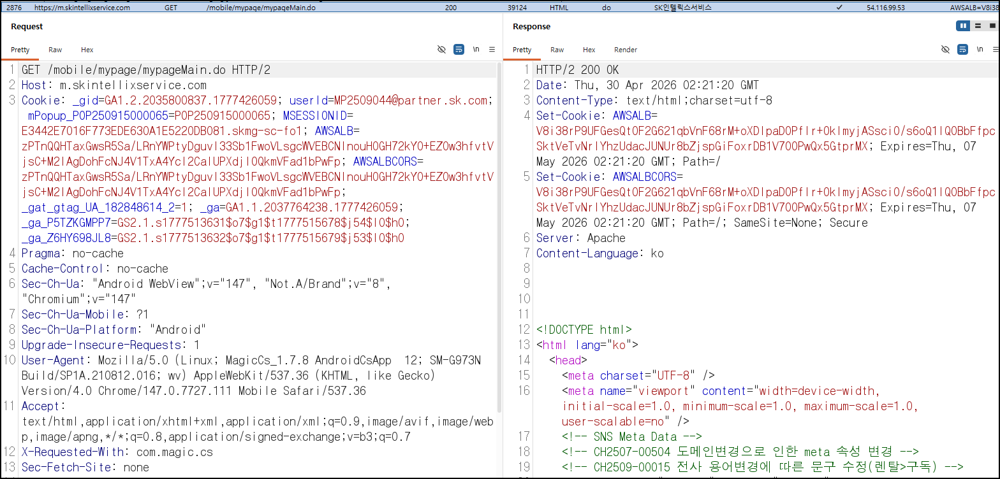 2876 https://m.skintellixservice.com GET /mobile/mypage/mypageMain.do 200 39124 HTML do SK인텔릭스서비스 ✓ 54.116.99.53 AWSALB=V8i38
Request
Pretty Raw Hex
\n
1 GET /mobile/mypage/mypageMain.do HTTP/2
2 Host: m.skintellixservice.com
3 Cookie: _gid=GA1.2.2035800837.1777426059; userId=MP2509044@partner.sk.com;
mPopup_POP250915000065=POP250915000065; MSESSIONID=
E3442E7016F773EDE630A1E5220DB081.skmg-sc-fo1; AWSALB=
zPTnQQHTaxGwsR5Sa/LRnYWPtyDguvI33Sb1FwoVLsgcWVEBCNInouH0GH72kY0+EZ0w3hfvtV
jsC+M2IAgDohFcNJ4V1TxA4YcI2CaIUPXdjI0QkmVFad1bPwFp; AWSALBCORS=
zPTnQQHTaxGwsR5Sa/LRnYWPtyDguvI33Sb1FwoVLsgcWVEBCNInouH0GH72kY0+EZ0w3hfvtV
jsC+M2IAgDohFcNJ4V1TxA4YcI2CaIUPXdjI0QkmVFad1bPwFp;
_gat_gtag_UA_182848614_2=1; _ga=GA1.1.2037764238.1777426059;
_ga_P5TZKGMPP7=GS2.1.s1777513631$o7$g1$t1777515678$j54$l0$h0;
_ga_Z6HY698JL8=GS2.1.s1777513632$o7$g1$t1777515679$j53$l0$h0
4 Pragma: no-cache
5 Cache-Control: no-cache
6 Sec-Ch-Ua: "Android WebView";v="147", "Not.A/Brand";v="8",
"Chromium";v="147"
7 Sec-Ch-Ua-Mobile: ?1
8 Sec-Ch-Ua-Platform: "Android"
9 Upgrade-Insecure-Requests: 1
10 User-Agent: Mozilla/5.0 (Linux; MagicCs_1.7.8 AndroidCsApp  12; SM-G973N
Build/SP1A.210812.016; wv) AppleWebKit/537.36 (KHTML, like Gecko)
Version/4.0 Chrome/147.0.7727.111 Mobile Safari/537.36
11 Accept:
text/html,application/xhtml+xml,application/xml;q=0.9,image/avif,image/web
p,image/apng,*/*;q=0.8,application/signed-exchange;v=b3;q=0.7
12 X-Requested-With: com.magic.cs
13 Sec-Fetch-Site: none
Response
Pretty Raw Hex Render
\n
1 HTTP/2 200 OK
2 Date: Thu, 30 Apr 2026 02:21:20 GMT
3 Content-Type: text/html;charset=utf-8
4 Set-Cookie: AWSALB=
V8i38rP9UFGesQtOF2G621qbVnF68rM+oXDIpaDOPfIr+0kImyjASsci0/s6oQ1IQ0BbFfpc
SktVeTvNrIYhzUdacJUNUr8bZjspGiFoxrDB1V70OPwQx5GtprMX; Expires=Thu, 07
May 2026 02:21:20 GMT; Path=/
5 Set-Cookie: AWSALBCORS=
V8i38rP9UFGesQtOF2G621qbVnF68rM+oXDIpaDOPfIr+0kImyjASsci0/s6oQ1IQ0BbFfpc
SktVeTvNrIYhzUdacJUNUr8bZjspGiFoxrDB1V70OPwQx5GtprMX; Expires=Thu, 07
May 2026 02:21:20 GMT; Path=/; SameSite=None; Secure
6 Server: Apache
7 Content-Language: ko
8
9
10
11
12 <!DOCTYPE html>
13 <html lang="ko">
14 <head>
15 <meta charset="UTF-8" />
16 <meta name="viewport" content="width=device-width,
initial-scale=1.0, minimum-scale=1.0, maximum-scale=1.0,
user-scalable=no" />
17 <!-- SNS Meta Data -->
18 <!-- CH2507-00504 도메인변경으로 인한 meta 속성 변경 -->
19 <!-- CH2509-00015 전사 용어변경에 따른 문구 수정(렌탈>구독) -->